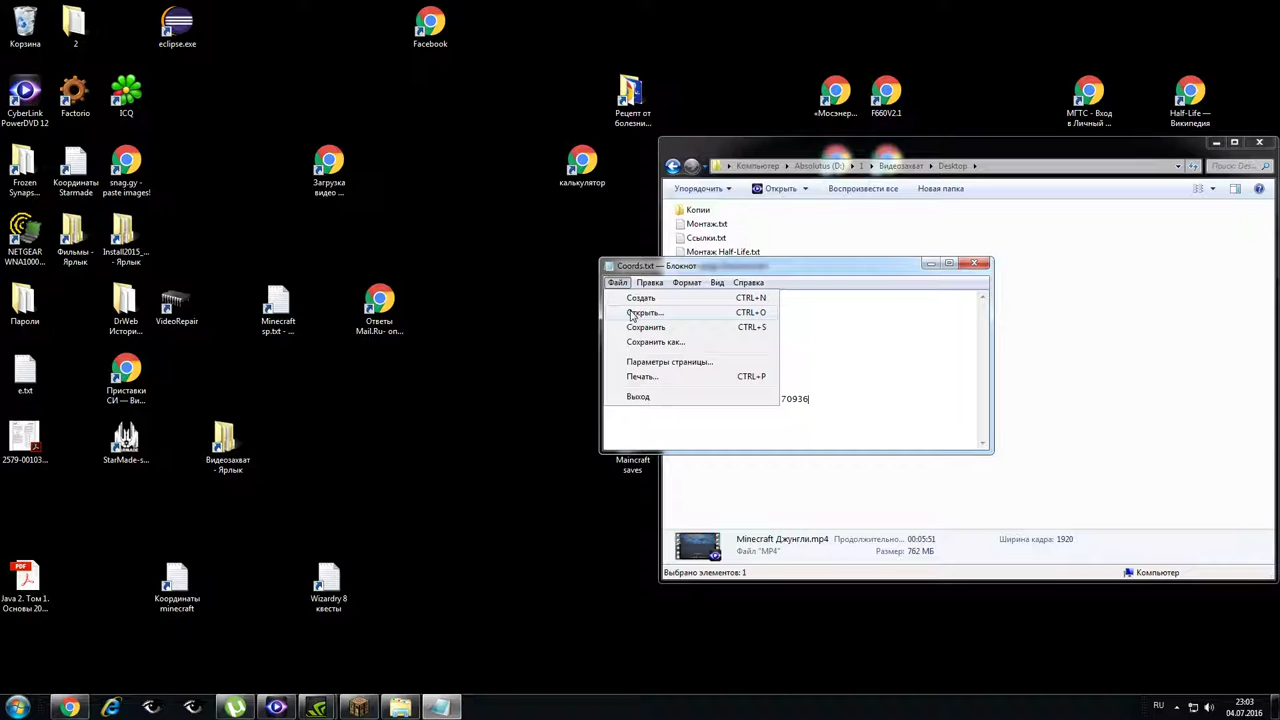 Корзина
2
eclipse.exe
Facebook
CyberLink
PowerDVD 12
Factorio
ICQ
Рецепт от
болезни...
«Мосэнер...
F660V2.1
МГТС - Вход
в Личный ...
Half-Life —
Википедия
Frozen
Synaps...
Координаты
Starmade
snag.gy -
paste images!
Загрузка
видео ...
калькулятор
Компьютер
Absolutus (D:)
1
Видеозахват
Desktop
Поиск: Des...
Упорядочить
Открыть
Воспроизвести все
Новая папка
Копии
Монтаж.txt
Ссылки.txt
Монтаж Half-Life.txt
NETGEAR
WNA1000...
Фильмы -
Ярлык
Install2015_...
- Ярлык
Coords.txt — Блокнот
Файл
Правка
Формат
Вид
Справка
Создать
CTRL+N
Открыть...
CTRL+O
Сохранить
CTRL+S
Сохранить как...
Параметры страницы...
Печать...
CTRL+P
Выход
70936
Пароли
DrWeb
Истори...
VideoRepair
Minecraft
sp.txt - ...
Ответы
Mail.Ru- on...
e.txt
Приставки
СИ — Ви...
2579-00103...
StarMade-s...
Видеозахват
- Ярлык
Maincraft
saves
Minecraft Джунгли.mp4
Продолжительно...
00:05:51
Ширина кадра:
1920
Файл "MP4"
Размер:
762 МБ
Выбрано элементов: 1
Компьютер
PDF
Java 2. Том 1.
Основы 20...
Координаты
minecraft
Wizardry 8
квесты
RU
23:03
04.07.2016